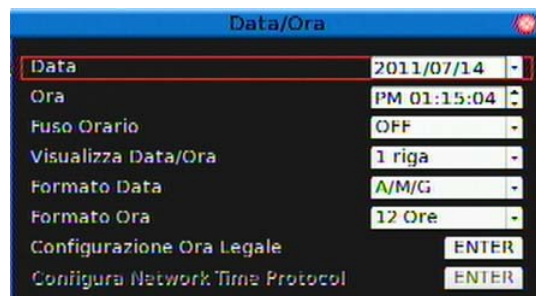 Data/Ora
Data 2011/07/14
Ora PM 01:15:04
Fuso Orario OFF
Visualizza Data/Ora 1 riga
Formato Data A/M/G
Formato Ora 12 Ore
Configurazione Ora Legale ENTER
Configura Network Time Protocol ENTER